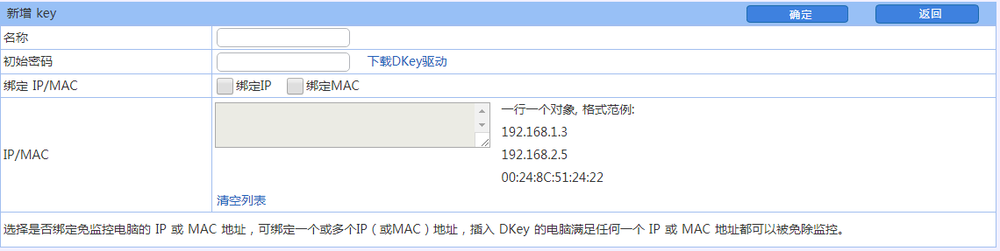 新增 key 确定 返回
名称
初始密码 下载DKey驱动
绑定 IP/MAC 绑定IP 绑定MAC
一行一个对象, 格式范例:
192.168.1.3
IP/MAC 192.168.2.5
00:24:8C:51:24:22
清空列表
选择是否绑定免监控电脑的 IP 或 MAC 地址，可绑定一个或多个IP（或MAC）地址，插入 DKey 的电脑满足任何一个 IP 或 MAC 地址都可以被免除监控。